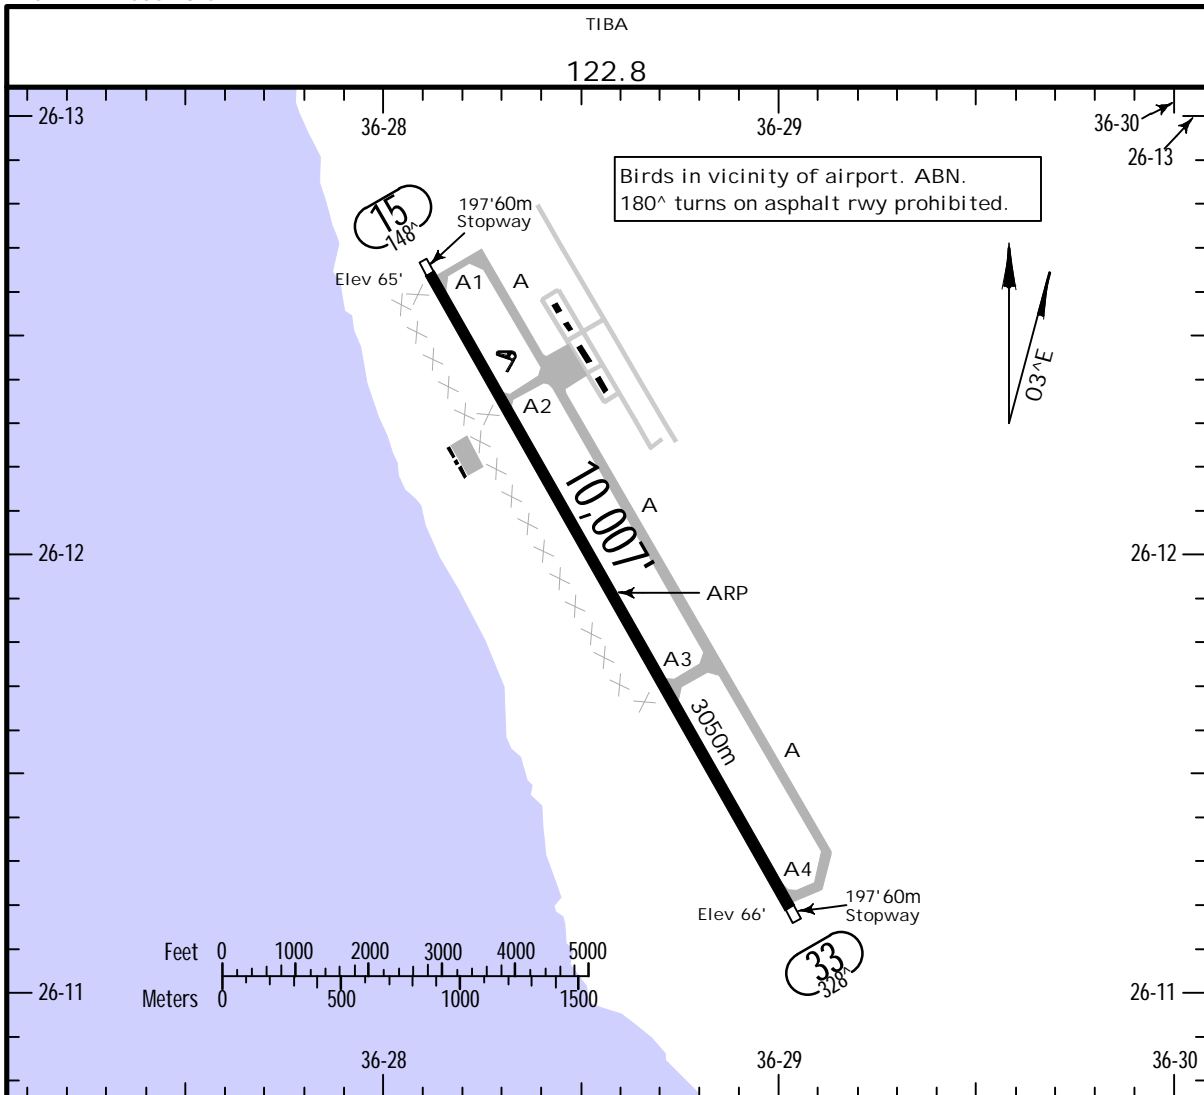 TIBA
122.8
26-13
36-28
36-29
36-30
26-13
Birds in vicinity of airport. ABN.
180^ turns on asphalt rwy prohibited.
15
148^
197'60m
Stopway
Elev 65'
A1
A
A
A2
03^E
10,007'
A
26-12
26-12
ARP
A3
3050m
A
A4
197'60m
Stopway
Elev 66'
33
328^
Feet 0 1000 2000 3000 4000 5000
Meters 0 500 1000 1500
26-11
26-11
36-28
36-29
36-30